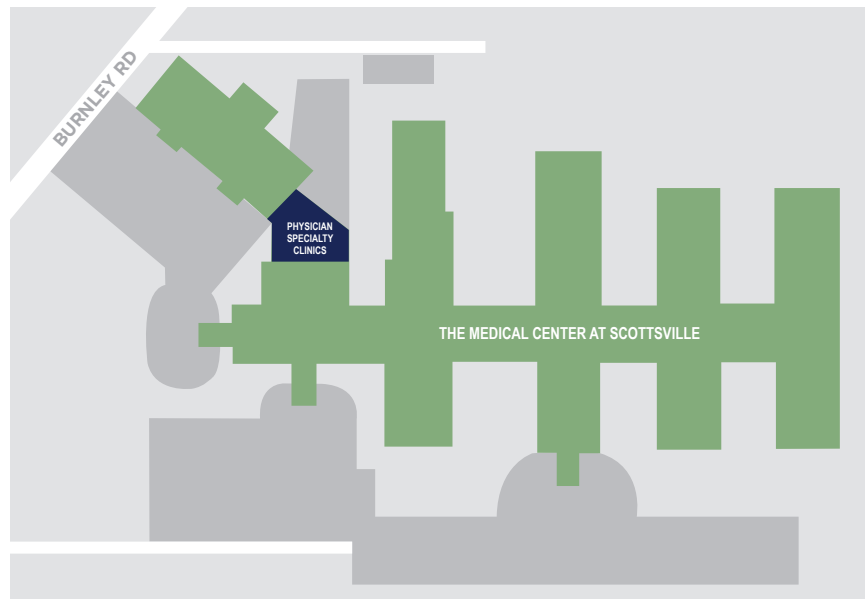 BURNLEY RD
PHYSICIAN
SPECIALTY
CLINICS
THE MEDICAL CENTER AT SCOTTSVILLE